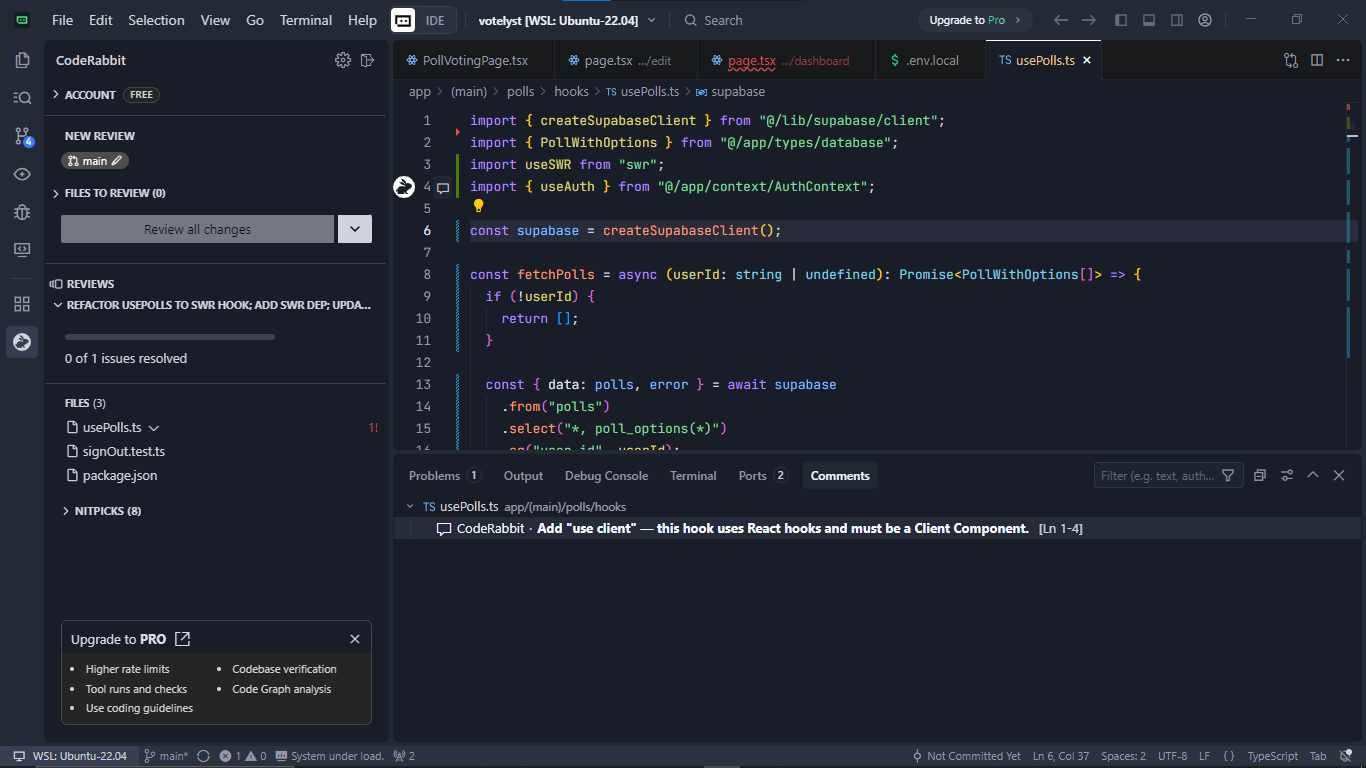 File Edit Selection View Go Terminal Help IDE votelyst [WSL: Ubuntu-22.04] Search Upgrade to Pro
CodeRabbit
ACCOUNT FREE
NEW REVIEW
main
FILES TO REVIEW (0)
Review all changes
REVIEWS
REFACTOR USEPOLLS TO SWR HOOK; ADD SWR DEP; UPDA...
0 of 1 issues resolved
FILES (3)
usePolls.ts 1!
signOut.test.ts
package.json
NITPICKS (8)
Upgrade to PRO
Higher rate limits
Tool runs and checks
Use coding guidelines
Codebase verification
Code Graph analysis
4
PollVotingPage.tsx page.tsx .../edit page.tsx .../dashboard $ .env.local TS usePolls.ts
app > (main) > polls > hooks > TS usePolls.ts > supabase
1 import { createSupabaseClient } from "@/lib/supabase/client";
2 import { PollWithOptions } from "@/app/types/database";
3 import useSWR from "swr";
4 import { useAuth } from "@/app/context/AuthContext";
5
6 const supabase = createSupabaseClient();
7
8 const fetchPolls = async (userId: string | undefined): Promise<PollWithOptions[]> => {
9 if (!userId) {
10 return [];
11 }
12
13 const { data: polls, error } = await supabase
14 .from("polls")
15 .select("*, poll_options(*)")
Problems 1 Output Debug Console Terminal Ports 2 Comments Filter (e.g. text, auth...
TS usePolls.ts app/(main)/polls/hooks
CodeRabbit · Add "use client" — this hook uses React hooks and must be a Client Component. [Ln 1-4]
WSL: Ubuntu-22.04 main* 1 0 System under load. 2 Not Committed Yet Ln 6, Col 37 Spaces: 2 UTF-8 LF { } TypeScript Tab